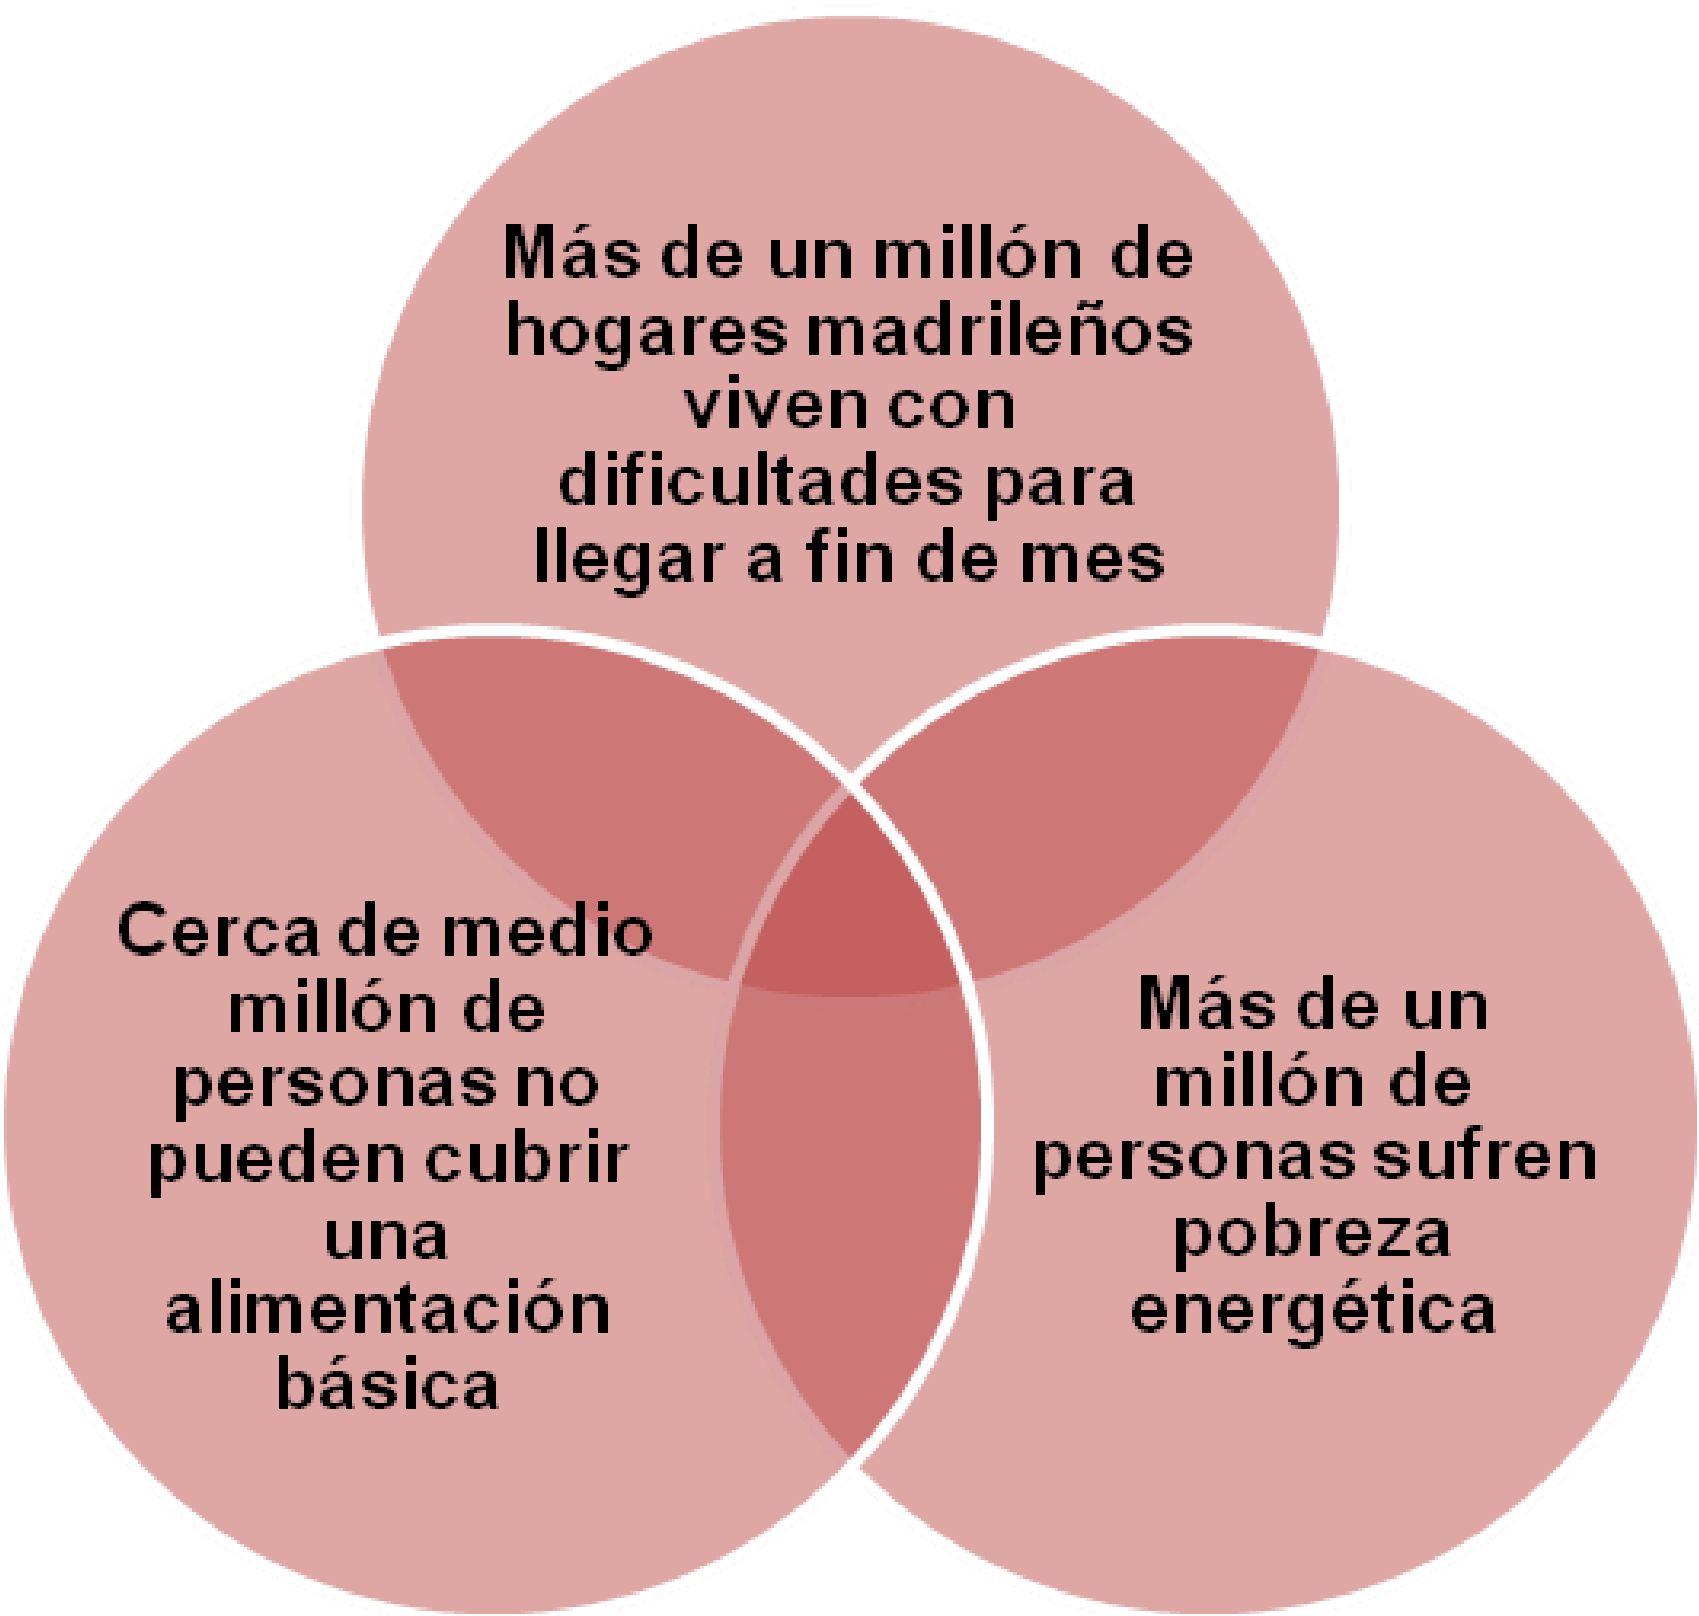 Más de un millón de
hogares madrileños
viven con
dificultades para
llegar a fin de mes
Cerca de medio
millón de
personas no
pueden cubrir
una
alimentación
básica
Más de un
millón de
personas sufren
pobreza
energética